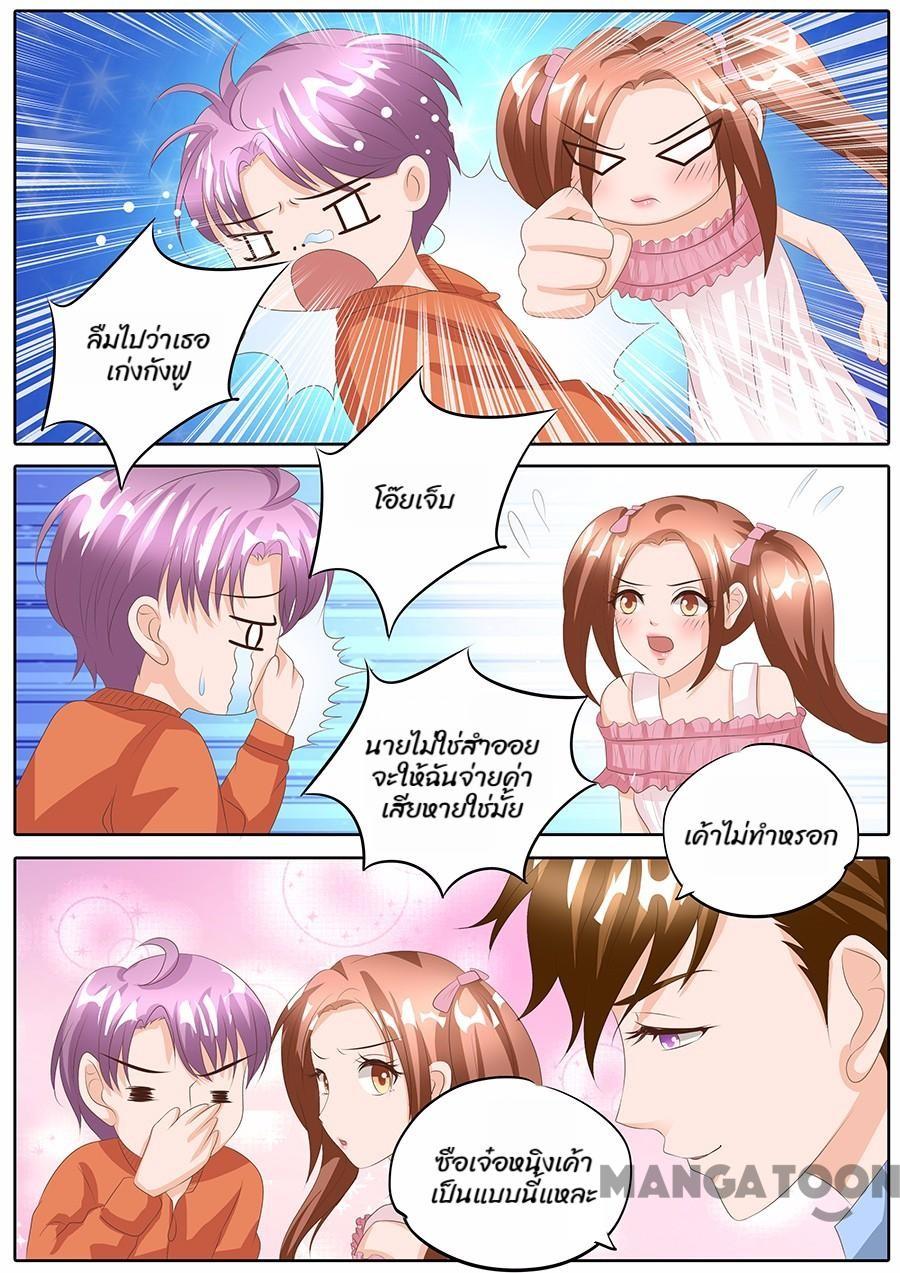 ลืมไปว่าเธอ
เก่งกังฟู
โอ๊ยเจ็บ
นายไม่ใช่สำออย
จะให้ฉันจ่ายค่า
เสียหายใช่มั้ย
เค้าไม่ทำหรอก
ซือเจ๋อหนิงเค้า
เป็นแบบนี้แหละ
MANGATOON